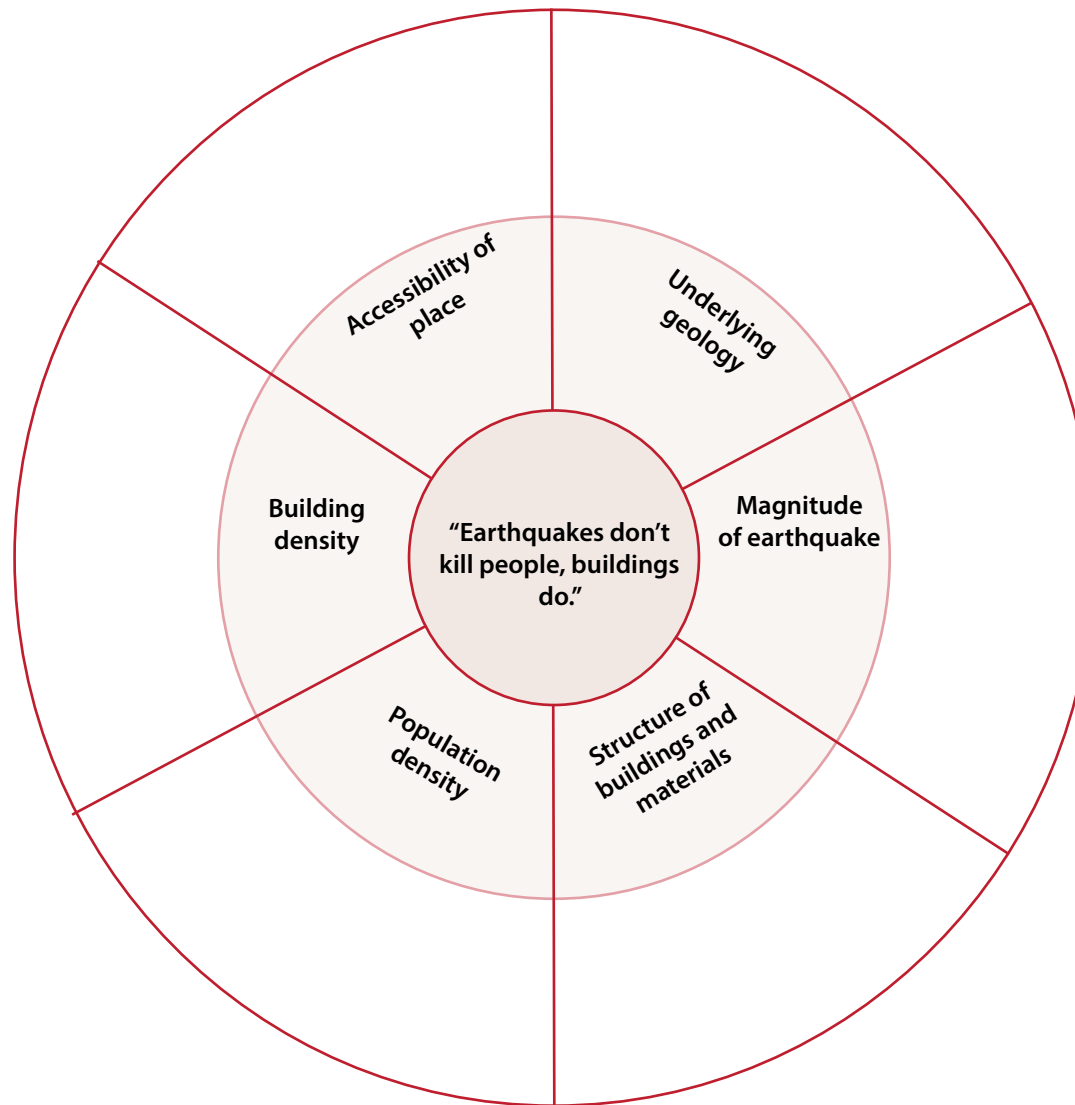 Accessibility of
place
Underlying
geology
Building
density
“Earthquakes don’t
kill people, buildings
do.”
Magnitude
of earthquake
Population
density
Structure of
buildings and
materials